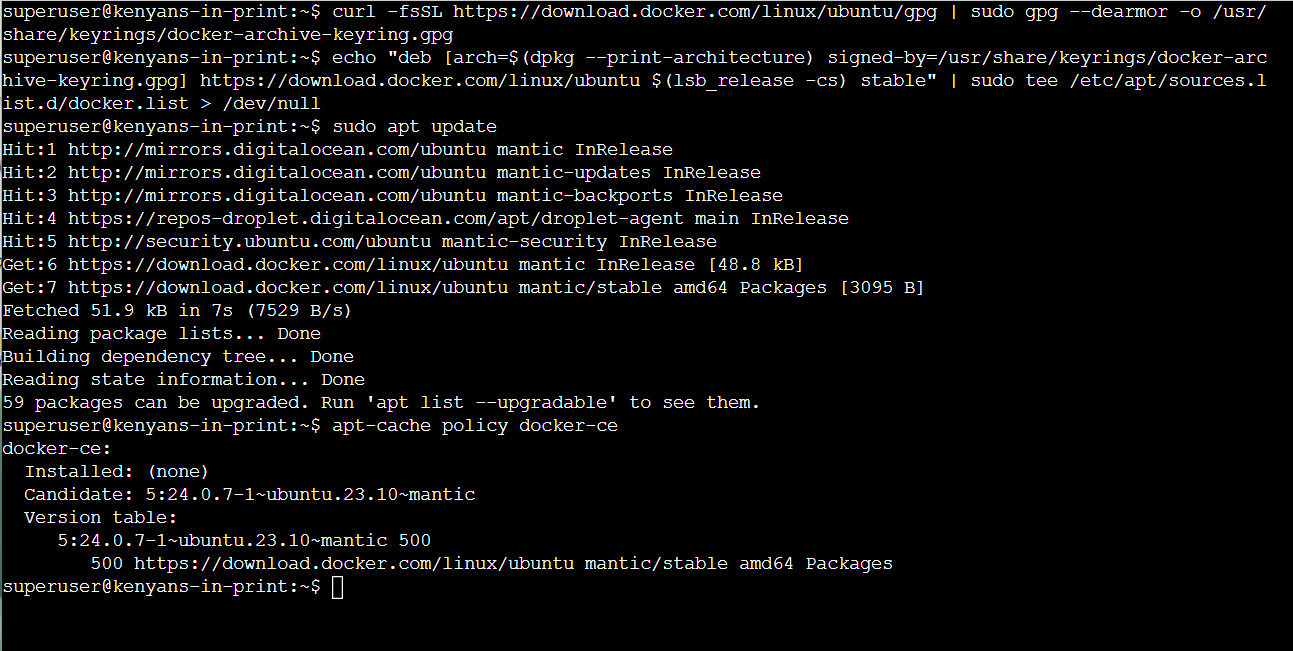 superuser@kenyans-in-print:~$ curl -fsSL https://download.docker.com/linux/ubuntu/gpg | sudo gpg --dearmor -o /usr/
share/keyrings/docker-archive-keyring.gpg
superuser@kenyans-in-print:~$ echo "deb [arch=$(dpkg --print-architecture) signed-by=/usr/share/keyrings/docker-arc
hive-keyring.gpg] https://download.docker.com/linux/ubuntu $(lsb_release -cs) stable" | sudo tee /etc/apt/sources.l
ist.d/docker.list > /dev/null
superuser@kenyans-in-print:~$ sudo apt update
Hit:1 http://mirrors.digitalocean.com/ubuntu mantic InRelease
Hit:2 http://mirrors.digitalocean.com/ubuntu mantic-updates InRelease
Hit:3 http://mirrors.digitalocean.com/ubuntu mantic-backports InRelease
Hit:4 https://repos-droplet.digitalocean.com/apt/droplet-agent main InRelease
Hit:5 http://security.ubuntu.com/ubuntu mantic-security InRelease
Get:6 https://download.docker.com/linux/ubuntu mantic InRelease [48.8 kB]
Get:7 https://download.docker.com/linux/ubuntu mantic/stable amd64 Packages [3095 B]
Fetched 51.9 kB in 7s (7529 B/s)
Reading package lists... Done
Building dependency tree... Done
Reading state information... Done
59 packages can be upgraded. Run 'apt list --upgradable' to see them.
superuser@kenyans-in-print:~$ apt-cache policy docker-ce
docker-ce:
  Installed: (none)
  Candidate: 5:24.0.7-1~ubuntu.23.10~mantic
  Version table:
     5:24.0.7-1~ubuntu.23.10~mantic 500
        500 https://download.docker.com/linux/ubuntu mantic/stable amd64 Packages
superuser@kenyans-in-print:~$